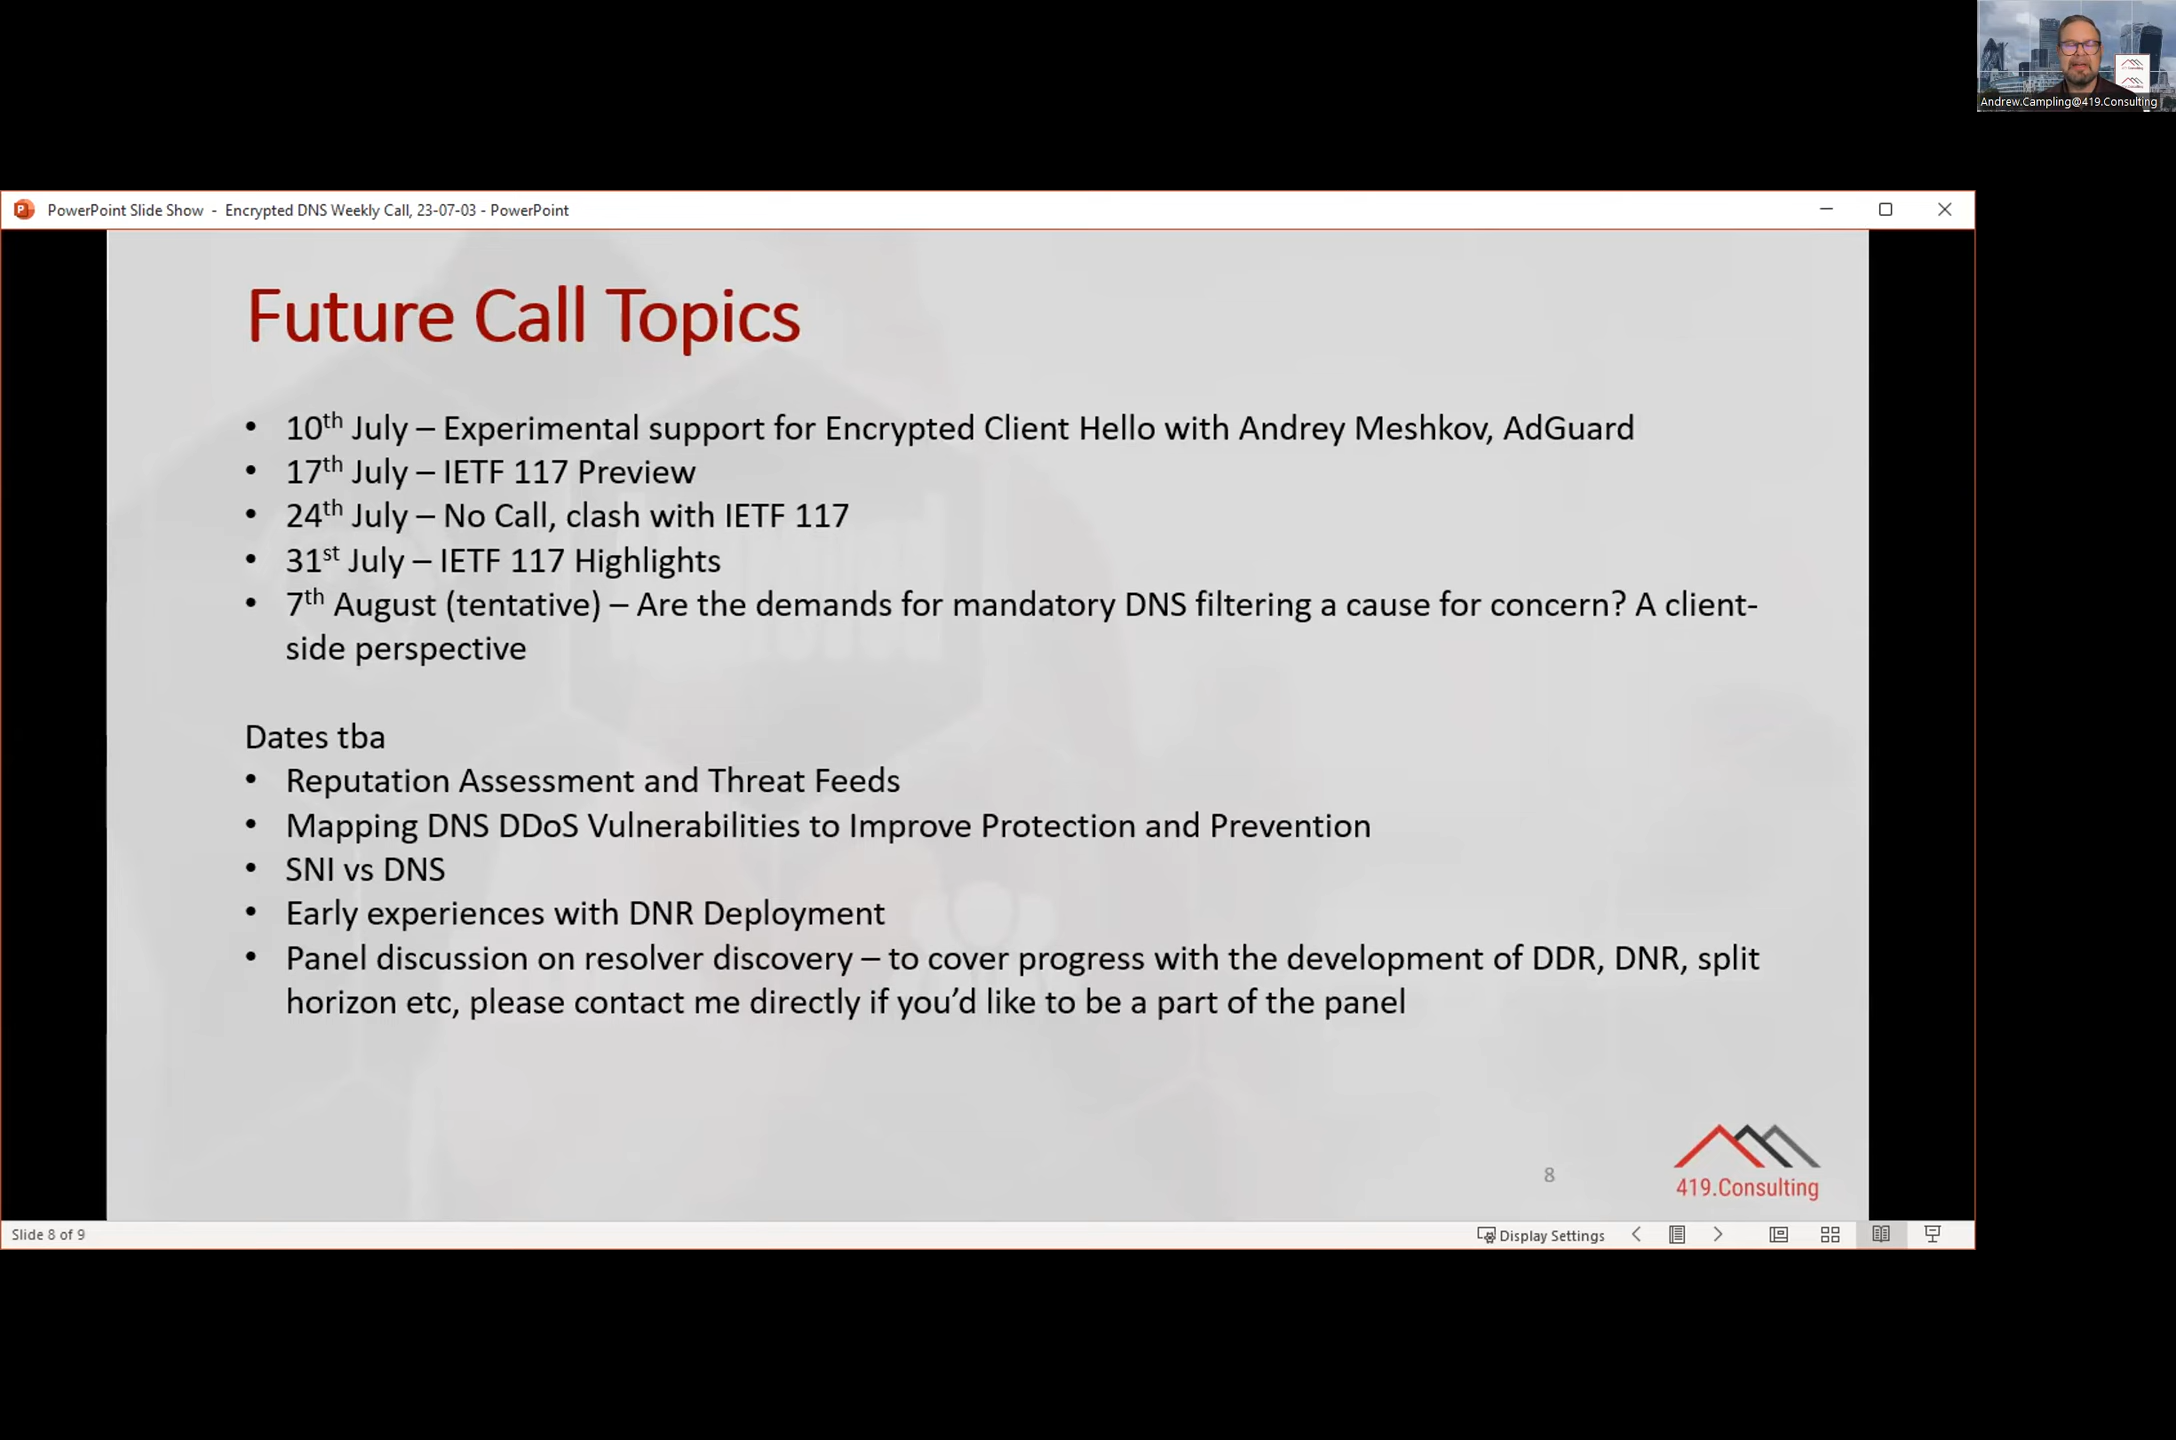 Andrew.Campling@419.Consulting
PowerPoint Slide Show - Encrypted DNS Weekly Call, 23-07-03 - PowerPoint
Future Call Topics
• 10th July – Experimental support for Encrypted Client Hello with Andrey Meshkov, AdGuard
• 17th July – IETF 117 Preview
• 24th July – No Call, clash with IETF 117
• 31st July – IETF 117 Highlights
• 7th August (tentative) – Are the demands for mandatory DNS filtering a cause for concern? A client-
side perspective
Dates tba
• Reputation Assessment and Threat Feeds
• Mapping DNS DDoS Vulnerabilities to Improve Protection and Prevention
• SNI vs DNS
• Early experiences with DNR Deployment
• Panel discussion on resolver discovery – to cover progress with the development of DDR, DNR, split
horizon etc, please contact me directly if you’d like to be a part of the panel
8
419.Consulting
Slide 8 of 9
Display Settings